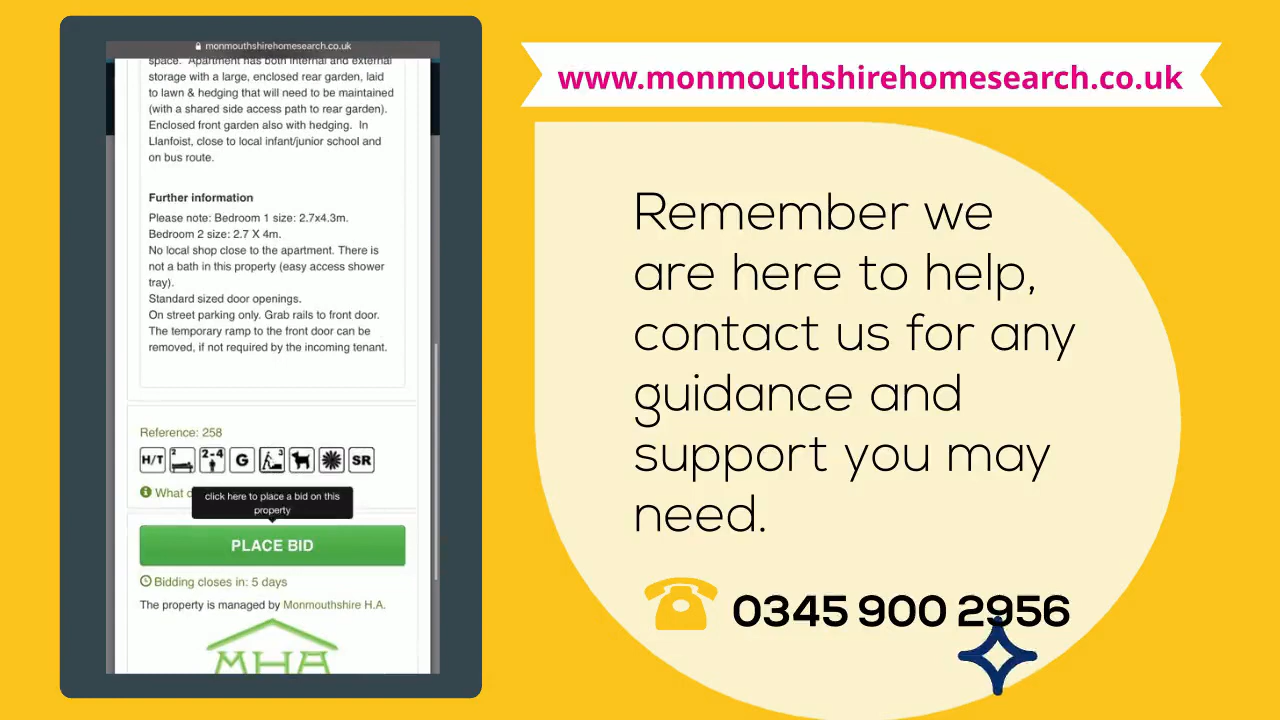 monmouthshirehomesearch.co.uk
space. Apartment has both internal and external
storage with a large, enclosed rear garden, laid
to lawn & hedging that will need to be maintained
(with a shared side access path to rear garden).
Enclosed front garden also with hedging. In
Llanfoist, close to local infant/junior school and
on bus route.
Further information
Please note: Bedroom 1 size: 2.7x4.3m.
Bedroom 2 size: 2.7 X 4m.
No local shop close to the apartment. There is
not a bath in this property (easy access shower
tray).
Standard sized door openings.
On street parking only. Grab rails to front door.
The temporary ramp to the front door can be
removed, if not required by the incoming tenant.
Reference: 258
H/T 2 2-4 G 3 SR
What
click here to place a bid on this
property
PLACE BID
Bidding closes in: 5 days
The property is managed by Monmouthshire H.A.
MHA
www.monmouthshirehomesearch.co.uk
Remember we
are here to help,
contact us for any
guidance and
support you may
need.
0345 900 2956